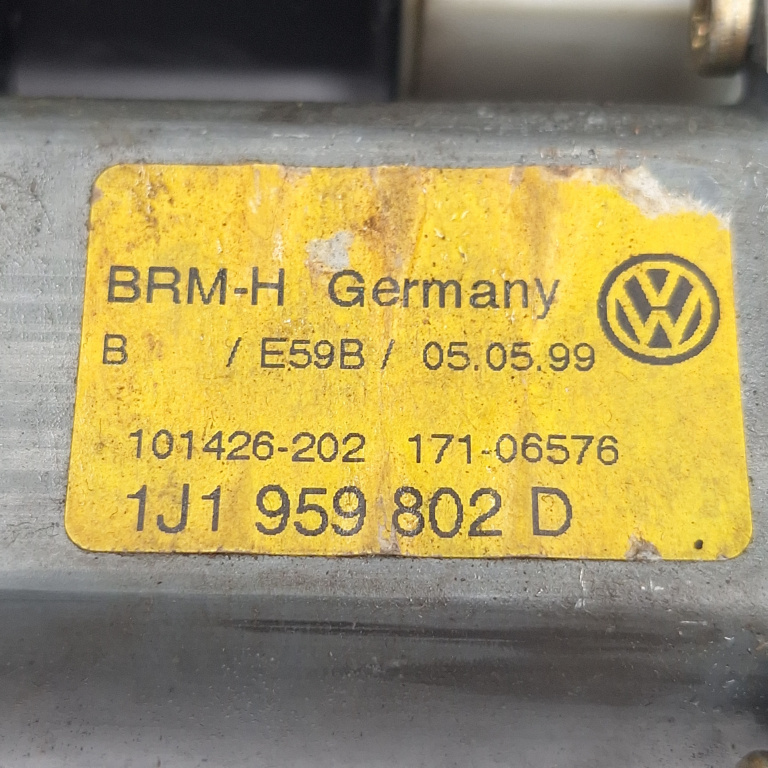 BRM-H Germany
B / E59B / 05.05.99
101426-202 171-06576
1J1 959 802 D